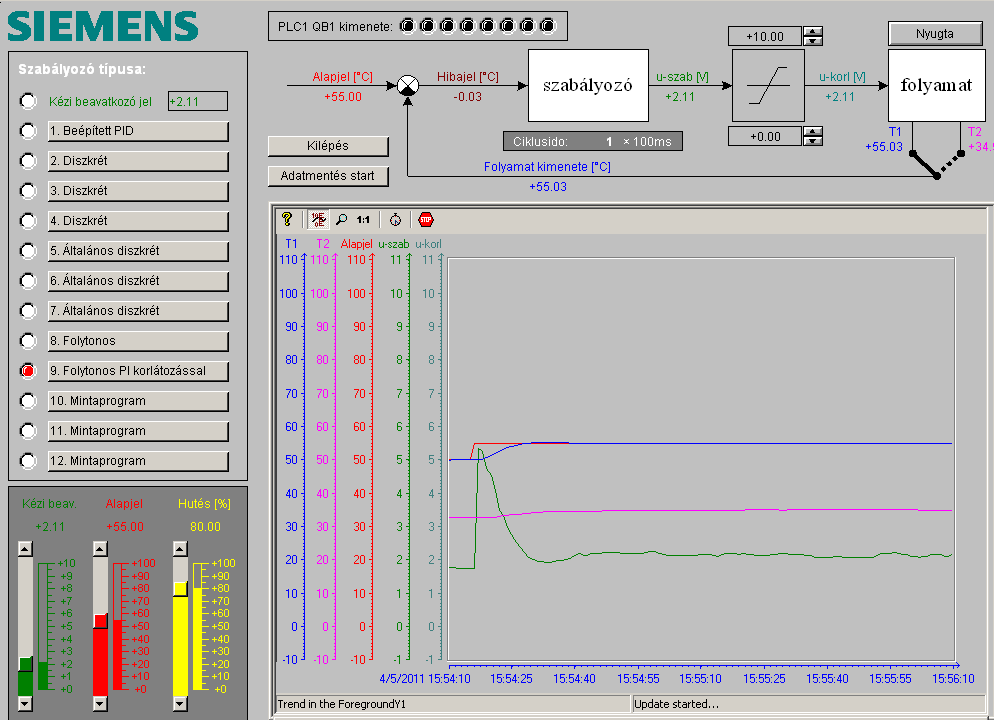 SIEMENS
PLC1 QB1 kimenete:
Szabályozó típusa:
Kézi beavatkozó jel +2.11
1. Beépített PID
2. Diszkrét
3. Diszkrét
4. Diszkrét
5. Általános diszkrét
6. Általános diszkrét
7. Általános diszkrét
8. Folytonos
9. Folytonos PI korlátozással
10. Mintaprogram
11. Mintaprogram
12. Mintaprogram
Kézi beav. Alapjel Hutés [%]
+2.11 +55.00 80.00
+10 +100 +100
+9 +90 +90
+8 +80 +80
+7 +70 +70
+6 +60 +60
+5 +50 +50
+4 +40 +40
+3 +30 +30
+2 +20 +20
+1 +10 +10
+0 +0 +0
Alapjel [°C]
+55.00
Hibajel [°C]
-0.03
szabályozó
u-szab [V]
+2.11
+10.00
+0.00
u-korl [V]
+2.11
Nyugta
folyamat
T1
+55.03
T2
Kilépés
Adatmentés start
Ciklusido: 1 × 100ms
Folyamat kimenete [°C]
+55.03
1:1
STOP
T1 T2 Alapjel u-szab u-korl
110 110 110 11 11
100 100 100 10 10
90 90 90 9 9
80 80 80 8 8
70 70 70 7 7
60 60 60 6 6
50 50 50 5 5
40 40 40 4 4
30 30 30 3 3
20 20 20 2 2
10 10 10 1 1
0 0 0 0 0
-10 -10 -10 -1 -1
4/5/2011 15:54:10 15:54:25 15:54:40 15:54:55 15:55:10 15:55:25 15:55:40 15:55:55 15:56:10
Trend in the ForegroundY1 Update started...